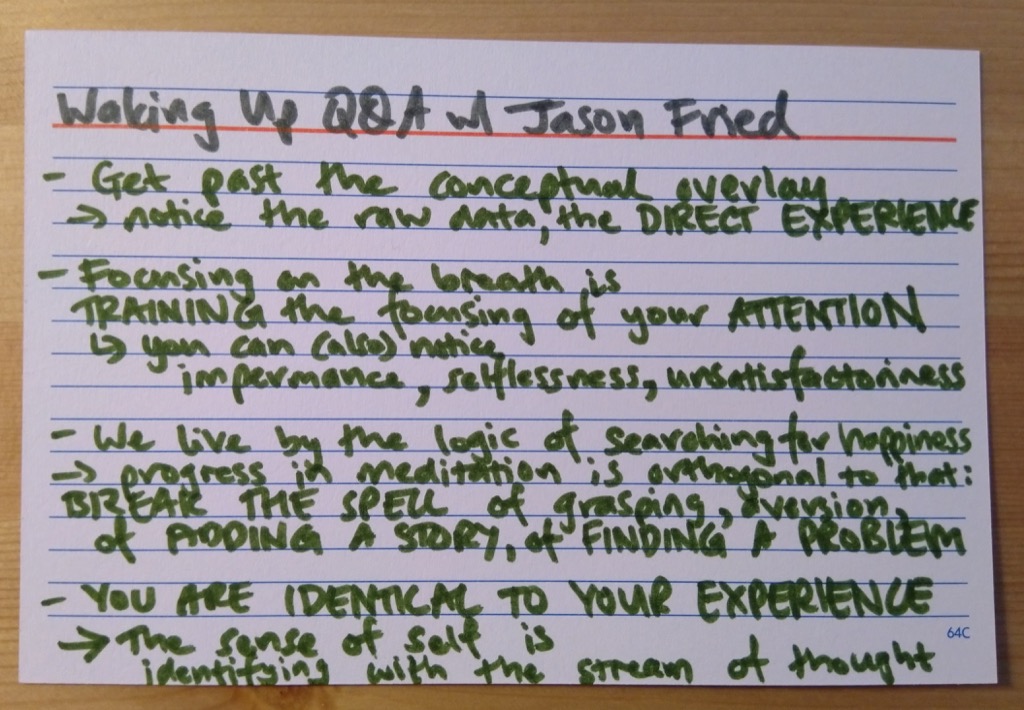 Waking Up Q&A w/ Jason Fried
- Get past the conceptual overlay
→ notice the raw data, the DIRECT EXPERIENCE
- Focusing on the breath is
TRAINING the focusing of your ATTENTION
↳ you can (also) notice
impermance, selflessness, unsatisfactoriness
- We live by the logic of searching for happiness
→ progress in meditation is orthogonal to that:
BREAK THE SPELL of grasping, aversion,
of ADDING A STORY, of FINDING A PROBLEM
- YOU ARE IDENTICAL TO YOUR EXPERIENCE
64C
→ The sense of self is
identifying with the stream of thought